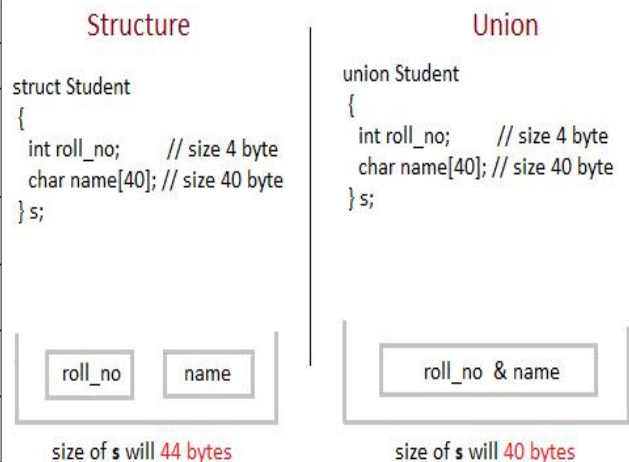 Structure
struct Student
{
int roll_no; // size 4 byte
char name[40]; // size 40 byte
} s;
roll_no
name
size of s will 44 bytes
Union
union Student
{
int roll_no; // size 4 byte
char name[40]; // size 40 byte
} s;
roll_no & name
size of s will 40 bytes